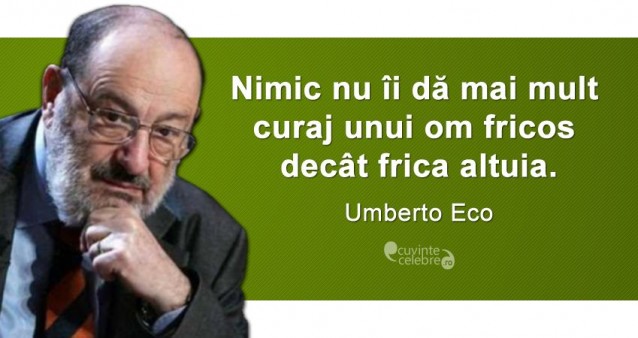 Nimic nu îi dă mai mult
curaj unui om fricos
decât frica altuia.
Umberto Eco
cuvinte
celebre.ro